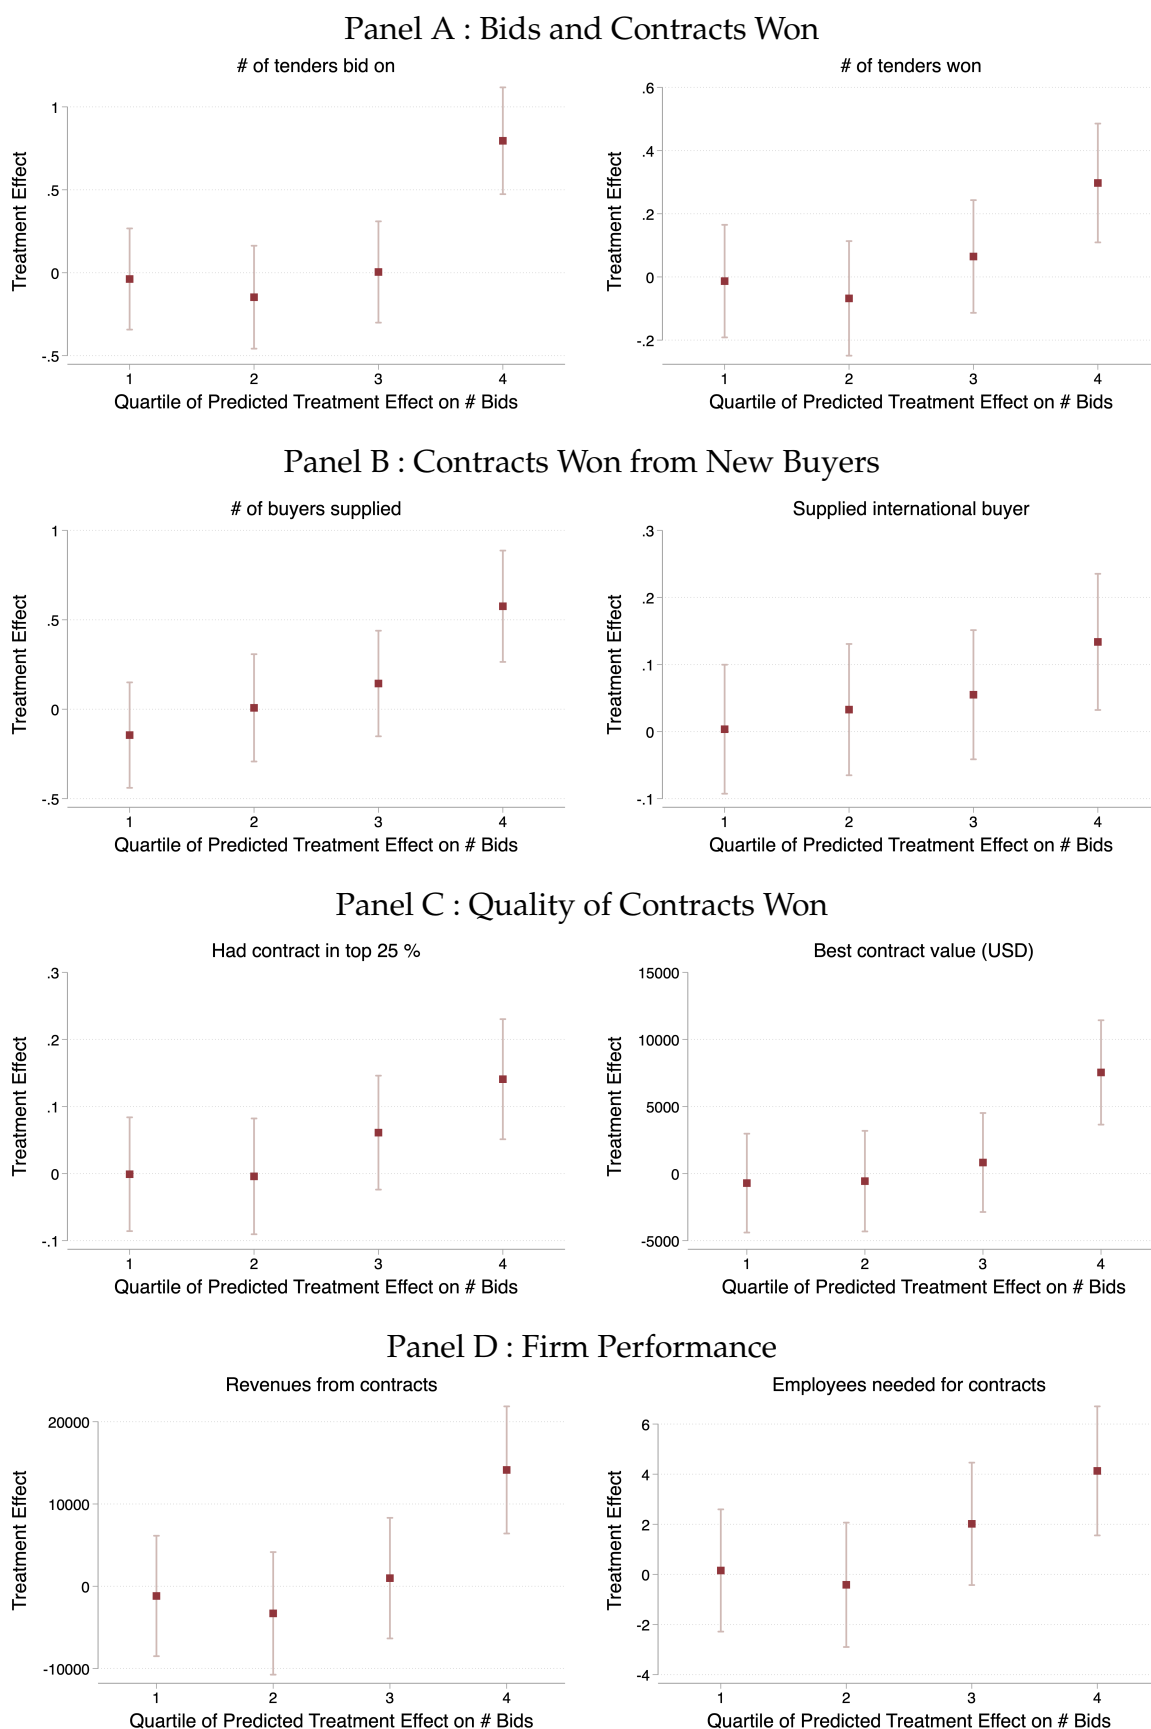 Panel A : Bids and Contracts Won
# of tenders bid on
Treatment Effect
1
.5
0
-.5
1 2 3 4
Quartile of Predicted Treatment Effect on # Bids
# of tenders won
Treatment Effect
.6
.4
.2
0
-.2
1 2 3 4
Quartile of Predicted Treatment Effect on # Bids
Panel B : Contracts Won from New Buyers
# of buyers supplied
Treatment Effect
1
.5
0
-.5
1 2 3 4
Quartile of Predicted Treatment Effect on # Bids
Supplied international buyer
Treatment Effect
.3
.2
.1
0
-.1
1 2 3 4
Quartile of Predicted Treatment Effect on # Bids
Panel C : Quality of Contracts Won
Had contract in top 25 %
Treatment Effect
.3
.2
.1
0
-.1
1 2 3 4
Quartile of Predicted Treatment Effect on # Bids
Best contract value (USD)
Treatment Effect
15000
10000
5000
0
-5000
1 2 3 4
Quartile of Predicted Treatment Effect on # Bids
Panel D : Firm Performance
Revenues from contracts
Treatment Effect
20000
10000
0
-10000
1 2 3 4
Quartile of Predicted Treatment Effect on # Bids
Employees needed for contracts
Treatment Effect
6
4
2
0
-2
-4
1 2 3 4
Quartile of Predicted Treatment Effect on # Bids